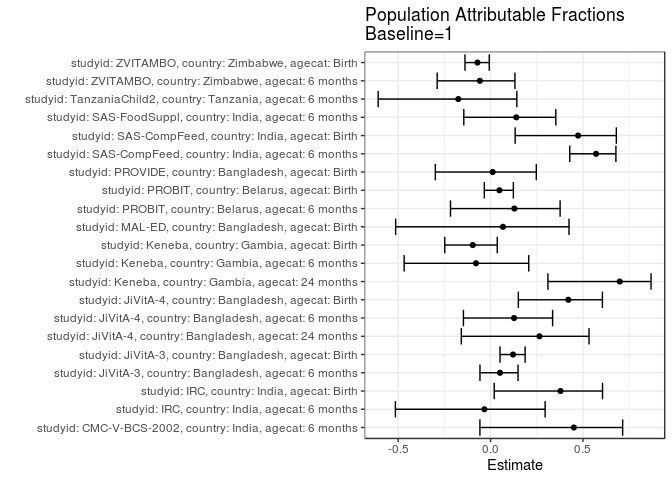 Population Attributable Fractions
Baseline=1
studyid: ZVITAMBO, country: Zimbabwe, agecat: Birth
studyid: ZVITAMBO, country: Zimbabwe, agecat: 6 months
studyid: TanzaniaChild2, country: Tanzania, agecat: 6 months
studyid: SAS-FoodSuppl, country: India, agecat: 6 months
studyid: SAS-CompFeed, country: India, agecat: Birth
studyid: SAS-CompFeed, country: India, agecat: 6 months
studyid: PROVIDE, country: Bangladesh, agecat: 6 months
studyid: PROBIT, country: Belarus, agecat: Birth
studyid: PROBIT, country: Belarus, agecat: 6 months
studyid: MAL-ED, country: Bangladesh, agecat: Birth
studyid: Keneba, country: Gambia, agecat: Birth
studyid: Keneba, country: Gambia, agecat: 6 months
studyid: Keneba, country: Gambia, agecat: 24 months
studyid: JiVitA-4, country: Bangladesh, agecat: Birth
studyid: JiVitA-4, country: Bangladesh, agecat: 6 months
studyid: JiVitA-4, country: Bangladesh, agecat: 24 months
studyid: JiVitA-3, country: Bangladesh, agecat: Birth
studyid: JiVitA-3, country: Bangladesh, agecat: 6 months
studyid: IRC, country: India, agecat: Birth
studyid: IRC, country: India, agecat: 6 months
studyid: CMC-V-BCS-2002, country: India, agecat: 6 months
-0.5 0.0 0.5
Estimate